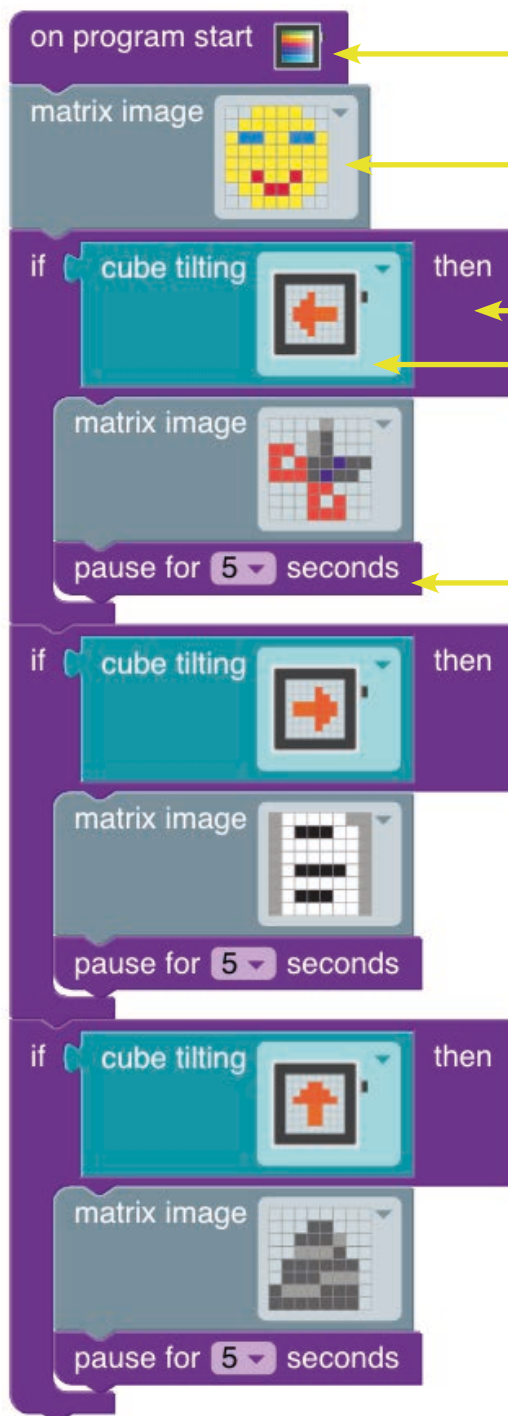 on program start
matrix image
if cube tilting then
matrix image
pause for 5 seconds
if cube tilting then
matrix image
pause for 5 seconds
if cube tilting then
matrix image
pause for 5 seconds